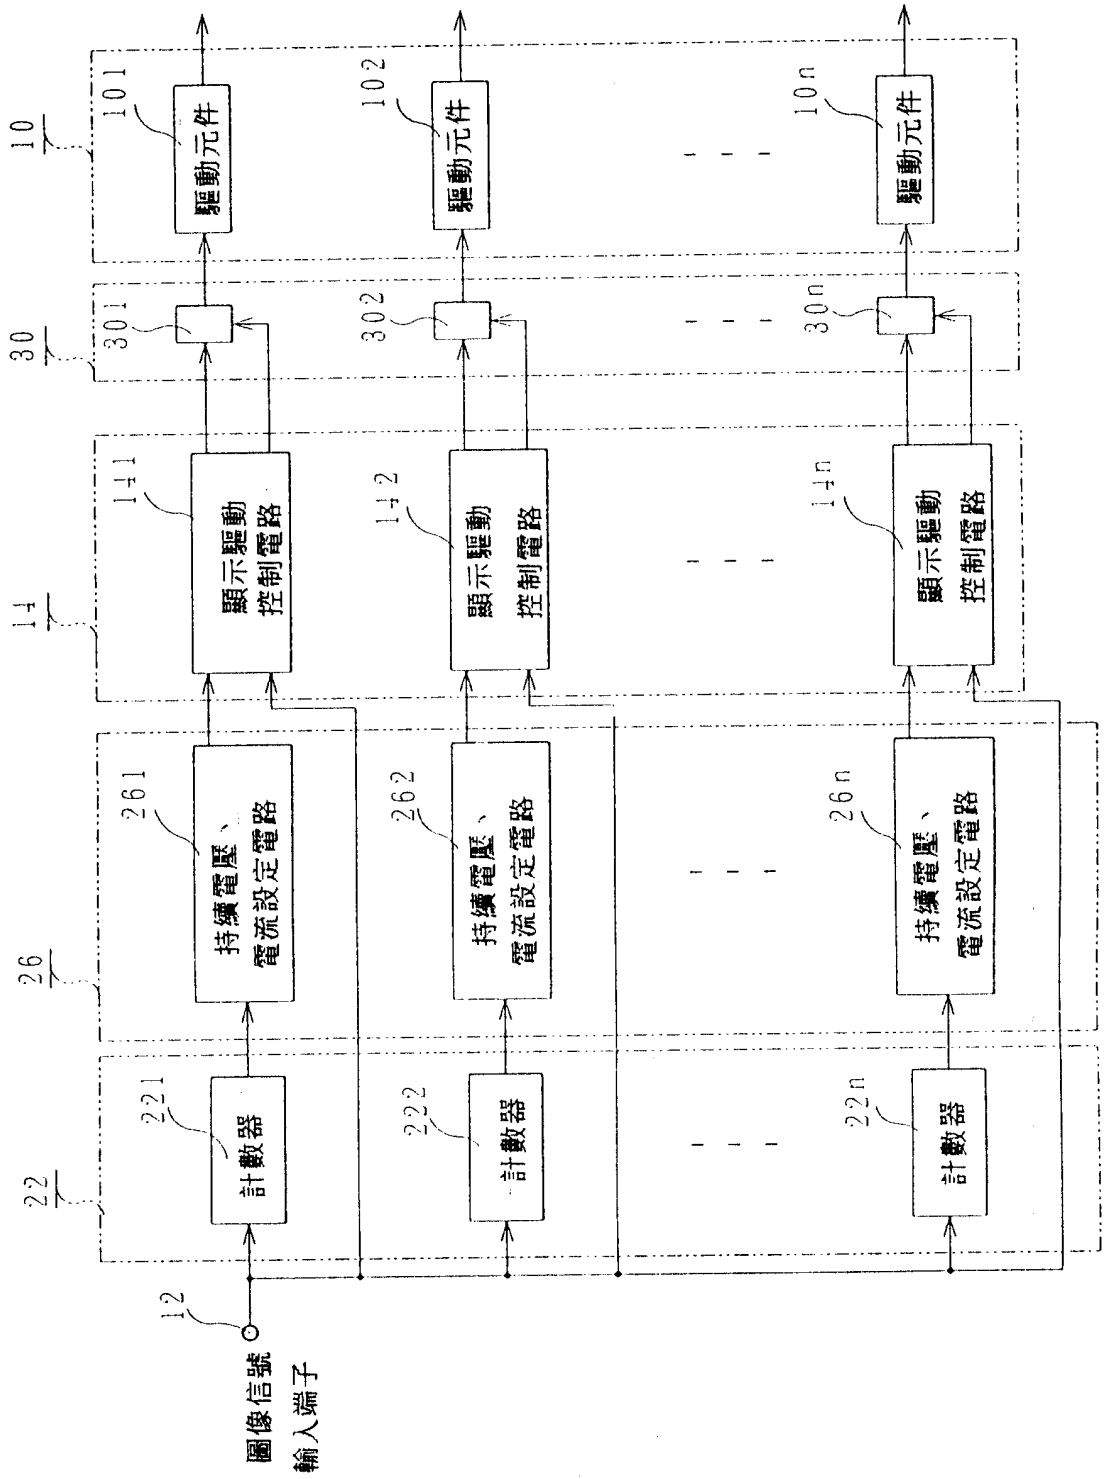 22
26
14
30
10
221
261
141
301
101
12
圖像信號
輸入端子
計數器
持續電壓、
電流設定電路
顯示驅動
控制電路
驅動元件
222
262
142
302
102
計數器
持續電壓、
電流設定電路
顯示驅動
控制電路
驅動元件
22n
26n
14n
30n
10n
計數器
持續電壓、
電流設定電路
顯示驅動
控制電路
驅動元件